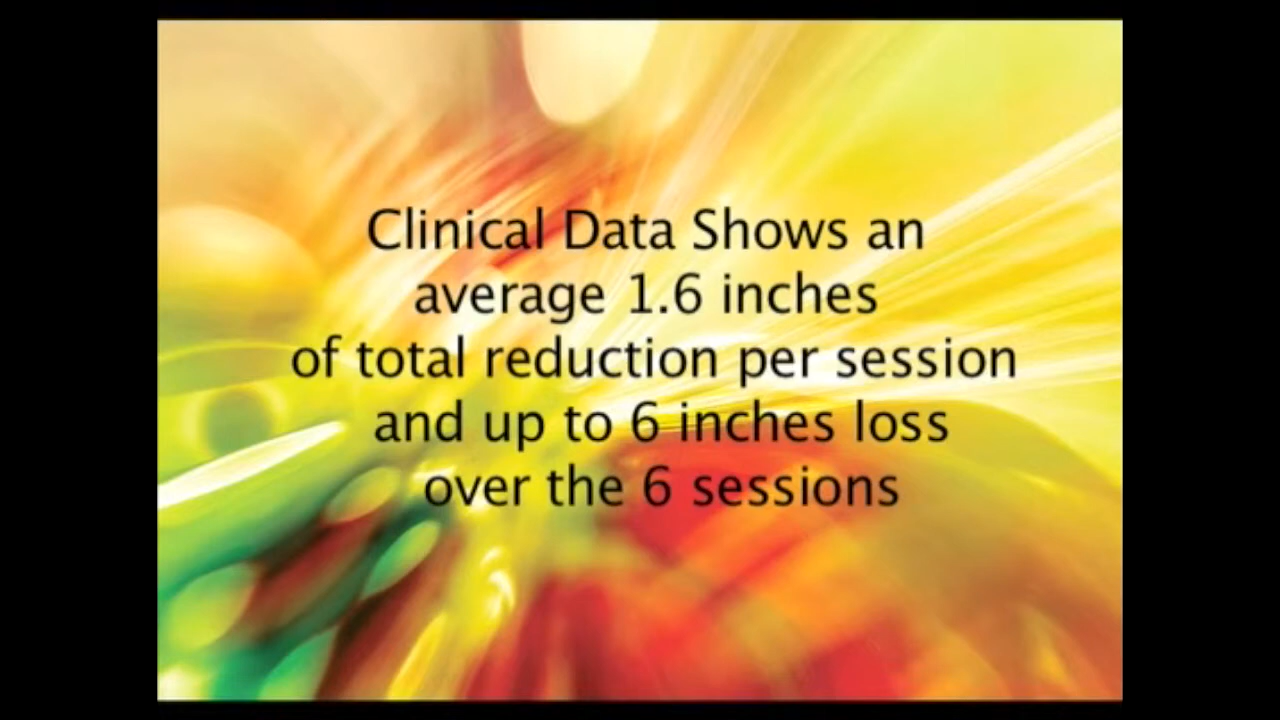 Clinical Data Shows an
average 1.6 inches
of total reduction per session
and up to 6 inches loss
over the 6 sessions